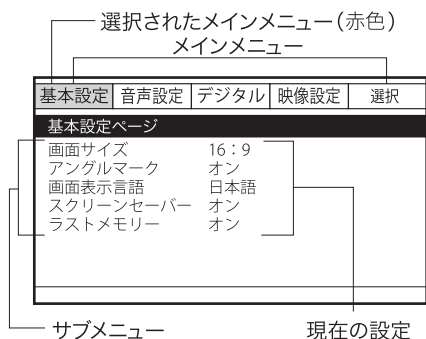 選択されたメインメニュー(赤色)
メインメニュー
基本設定 音声設定 デジタル 映像設定 選択
基本設定ページ
画面サイズ 16：9
アングルマーク オン
画面表示言語 日本語
スクリーンセーバー オン
ラストメモリー オン
サブメニュー 現在の設定